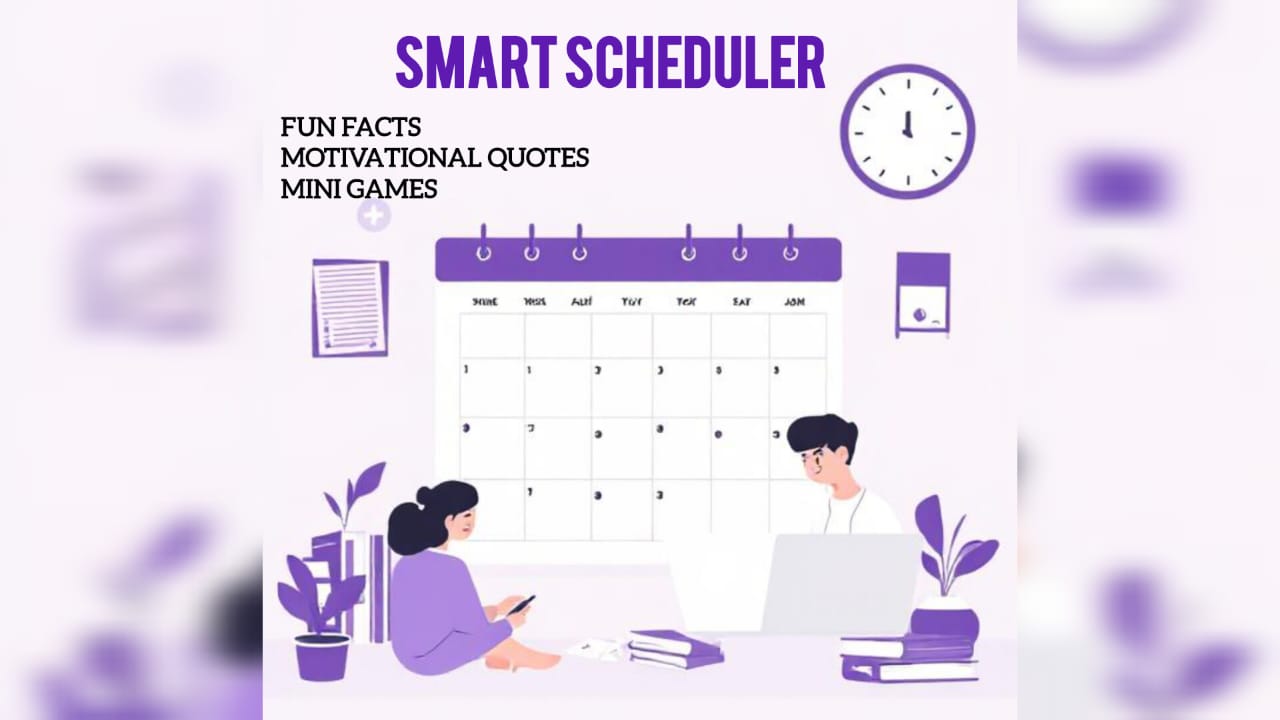 SMART SCHEDULER
FUN FACTS
MOTIVATIONAL QUOTES
MINI GAMES